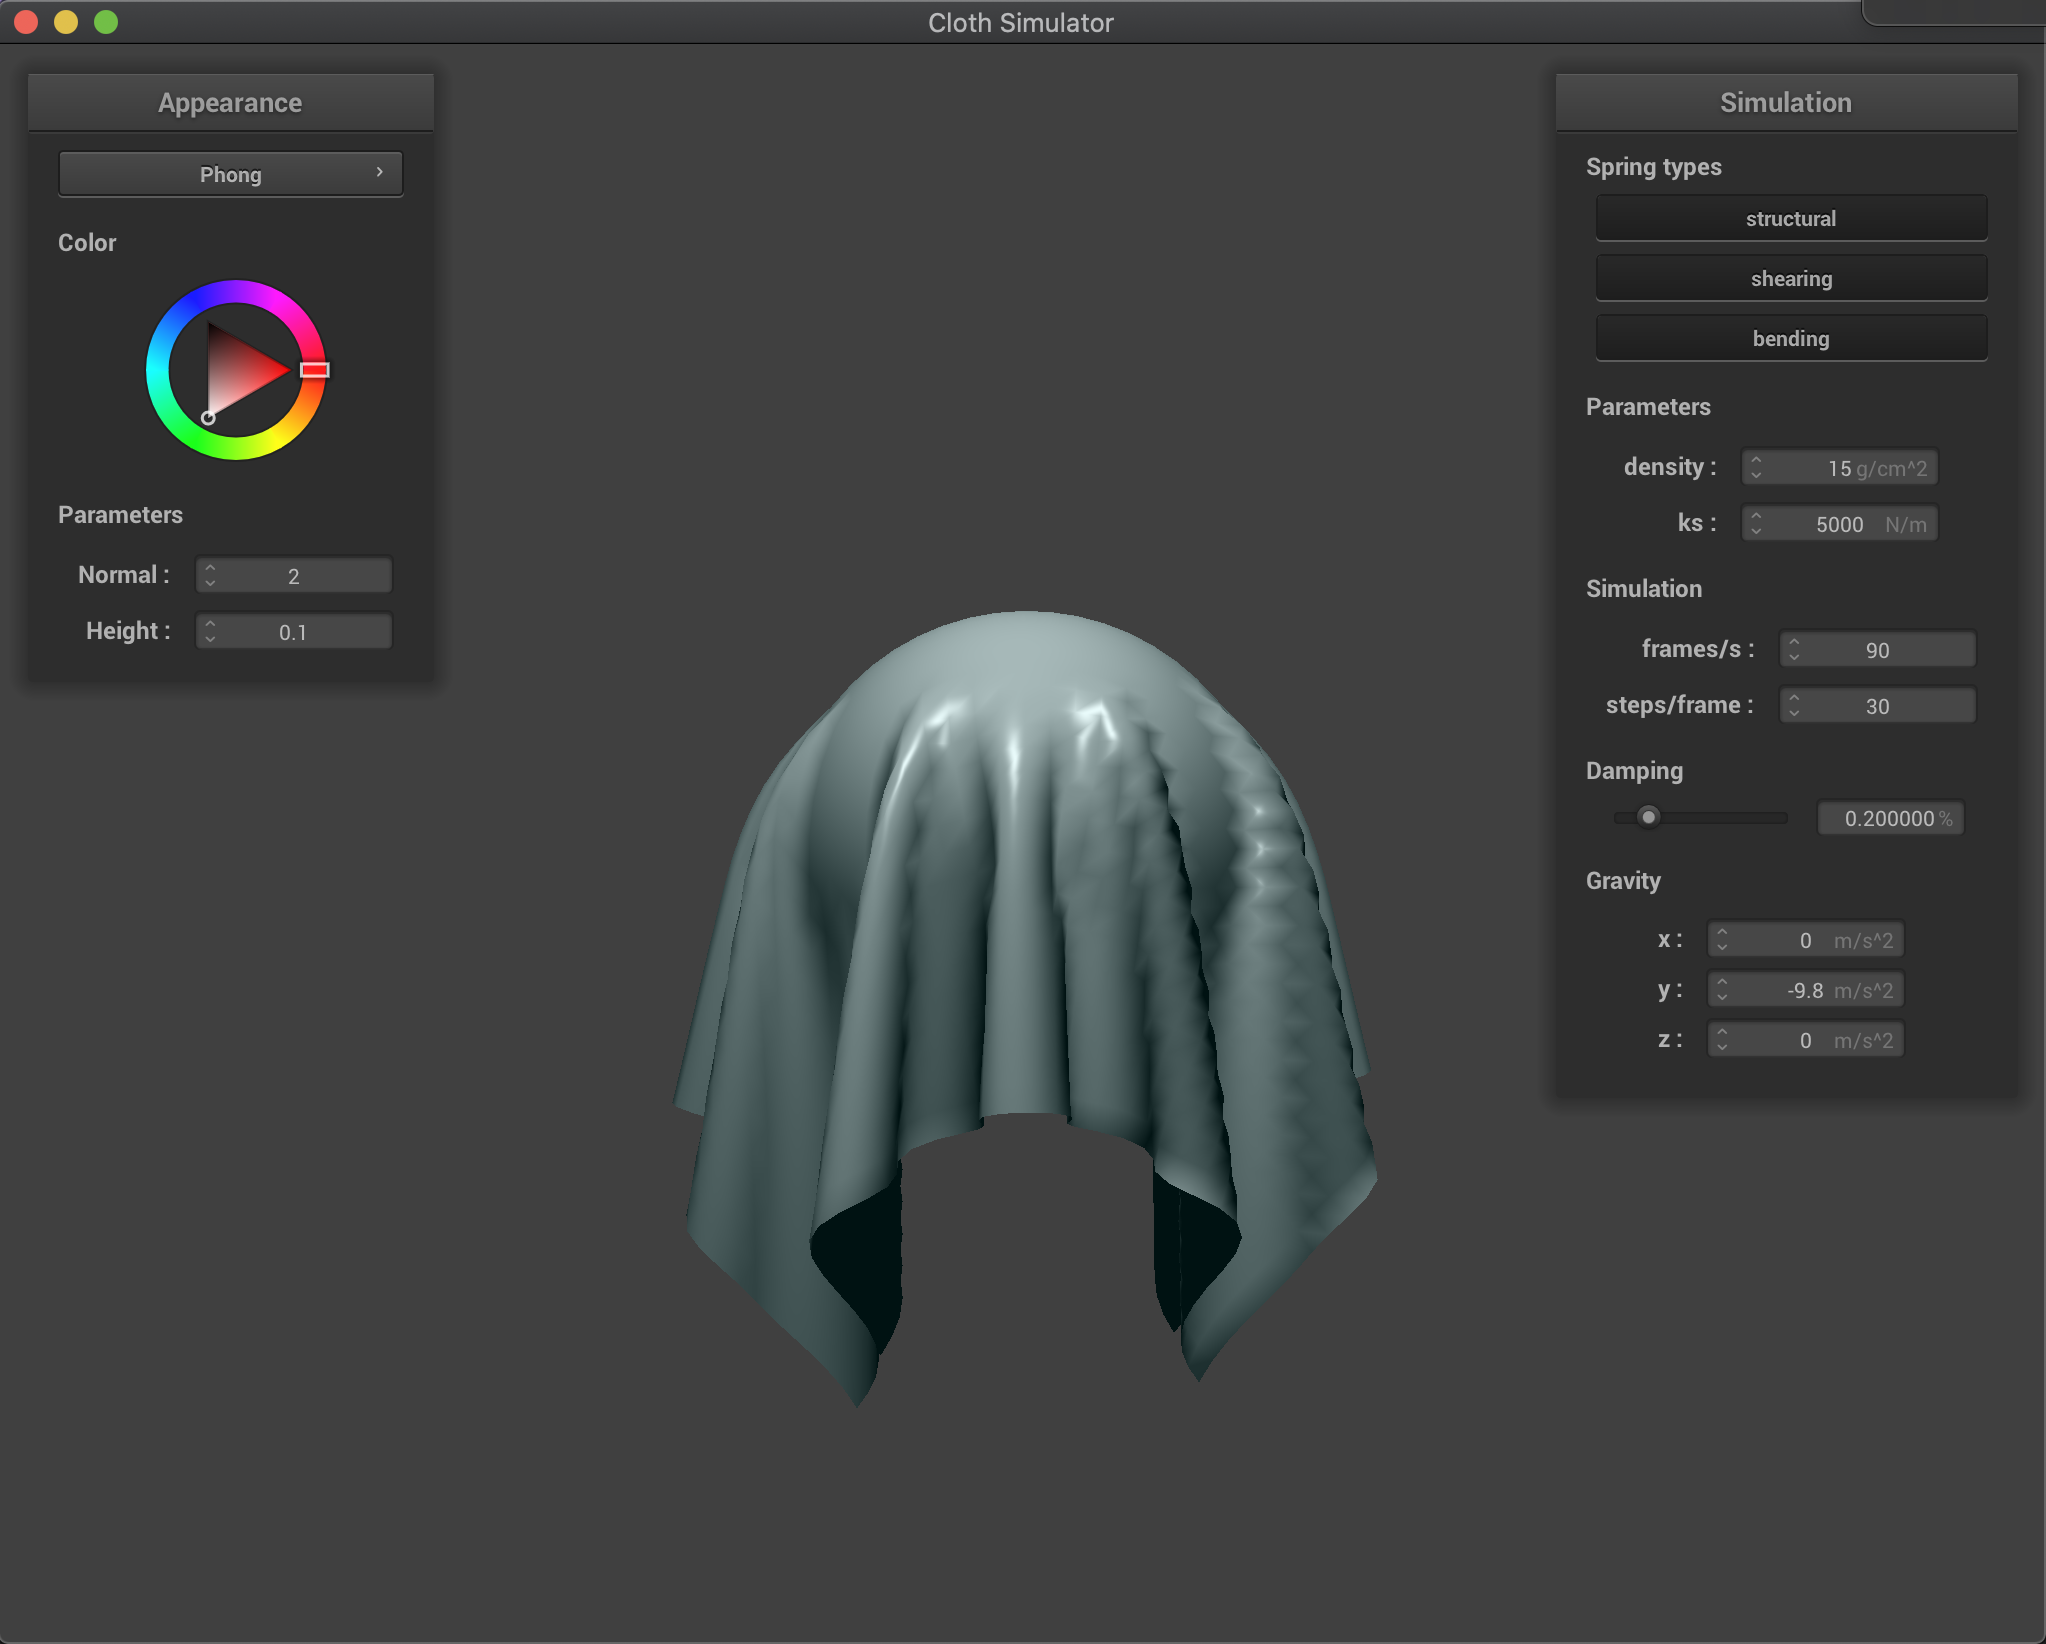 Cloth Simulator
Appearance
Phong
Color
Parameters
Normal : 2
Height : 0.1
Simulation
Spring types
structural
shearing
bending
Parameters
density : 15 g/cm^2
ks : 5000 N/m
Simulation
frames/s : 90
steps/frame : 30
Damping
0.200000 %
Gravity
x : 0 m/s^2
y : -9.8 m/s^2
z : 0 m/s^2